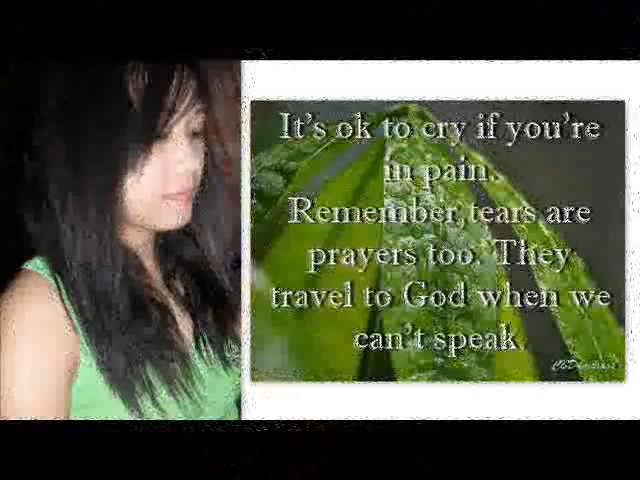 It's ok to cry if you're
in pain.
Remember, tears are
prayers too. They
travel to God when we
can't speak.